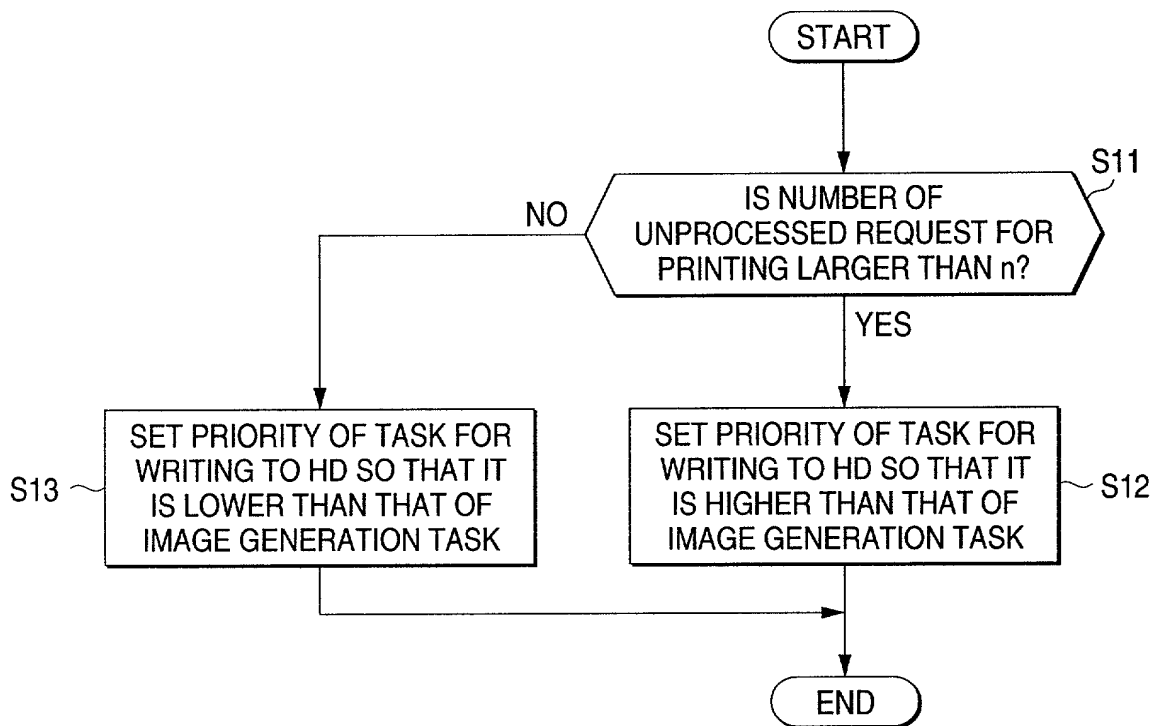 START
S11
IS NUMBER OF
UNPROCESSED REQUEST FOR
PRINTING LARGER THAN n?
NO
YES
S13
SET PRIORITY OF TASK FOR
WRITING TO HD SO THAT IT
IS LOWER THAN THAT OF
IMAGE GENERATION TASK
SET PRIORITY OF TASK FOR
WRITING TO HD SO THAT IT
IS HIGHER THAN THAT OF
IMAGE GENERATION TASK
S12
END